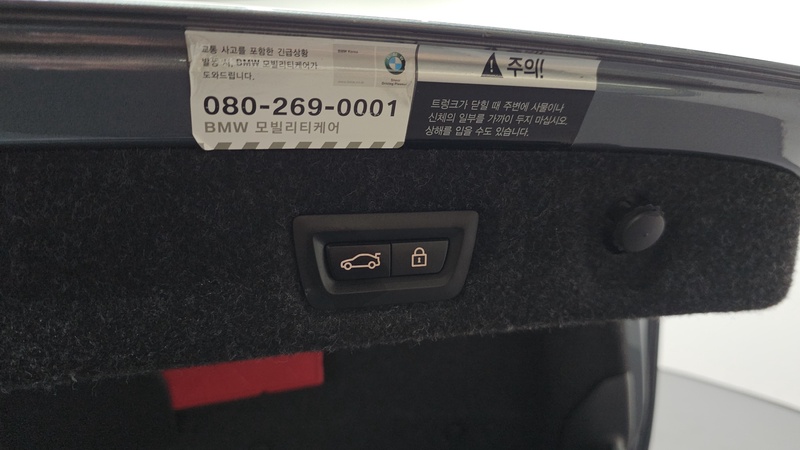 교통 사고를 포함한 긴급상황
발생 시, BMW 모빌리티케어가
도와드립니다.
080-269-0001
BMW 모빌리티케어
주의!
트렁크가 닫힐 때 주변에 사물이나
신체의 일부를 가까이 두지 마십시오.
상해를 입을 수도 있습니다.